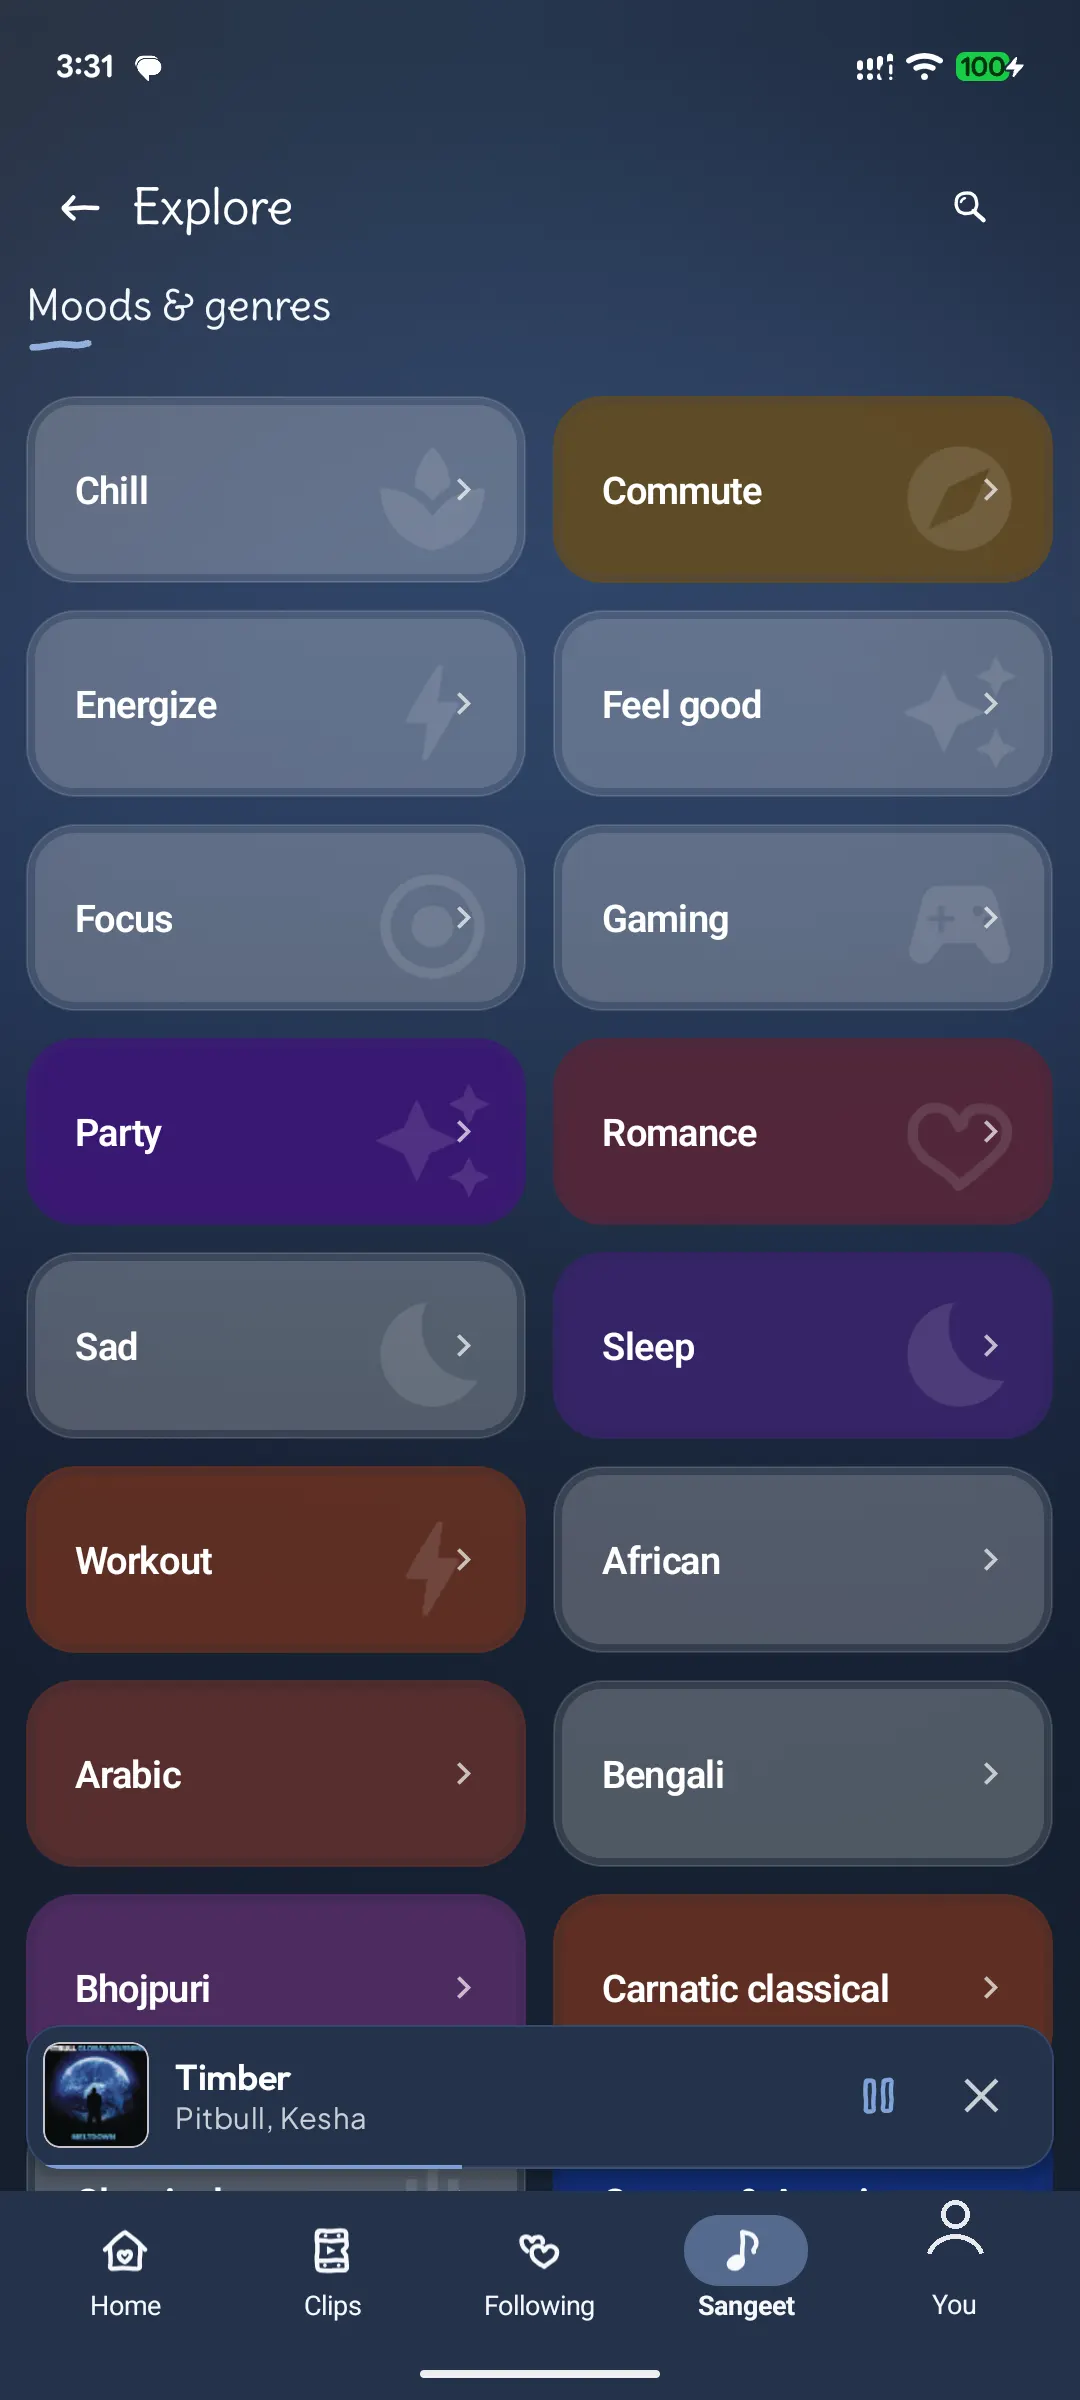 3:31
100
Explore
Moods & genres
Chill
Commute
Energize
Feel good
Focus
Gaming
Party
Romance
Sad
Sleep
Workout
African
Arabic
Bengali
Bhojpuri
Carnatic classical
Timber
Pitbull, Kesha
Home
Clips
Following
Sangeet
You